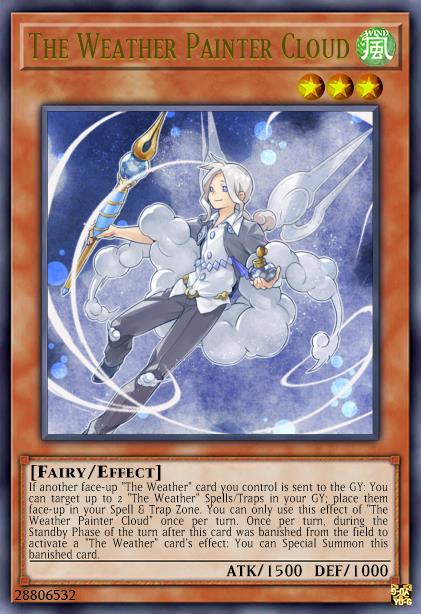 The Weather Painter Cloud
WIND
風
[Fairy/Effect]
If another face-up "The Weather" card you control is sent to the GY: You
can target up to 2 "The Weather" Spells/Traps in your GY; place them
face-up in your Spell & Trap Zone. You can only use this effect of "The
Weather Painter Cloud" once per turn. Once per turn, during the
Standby Phase of the turn after this card was banished from the field to
activate a "The Weather" card's effect: You can Special Summon this
banished card.
ATK/1500 DEF/1000
28806532